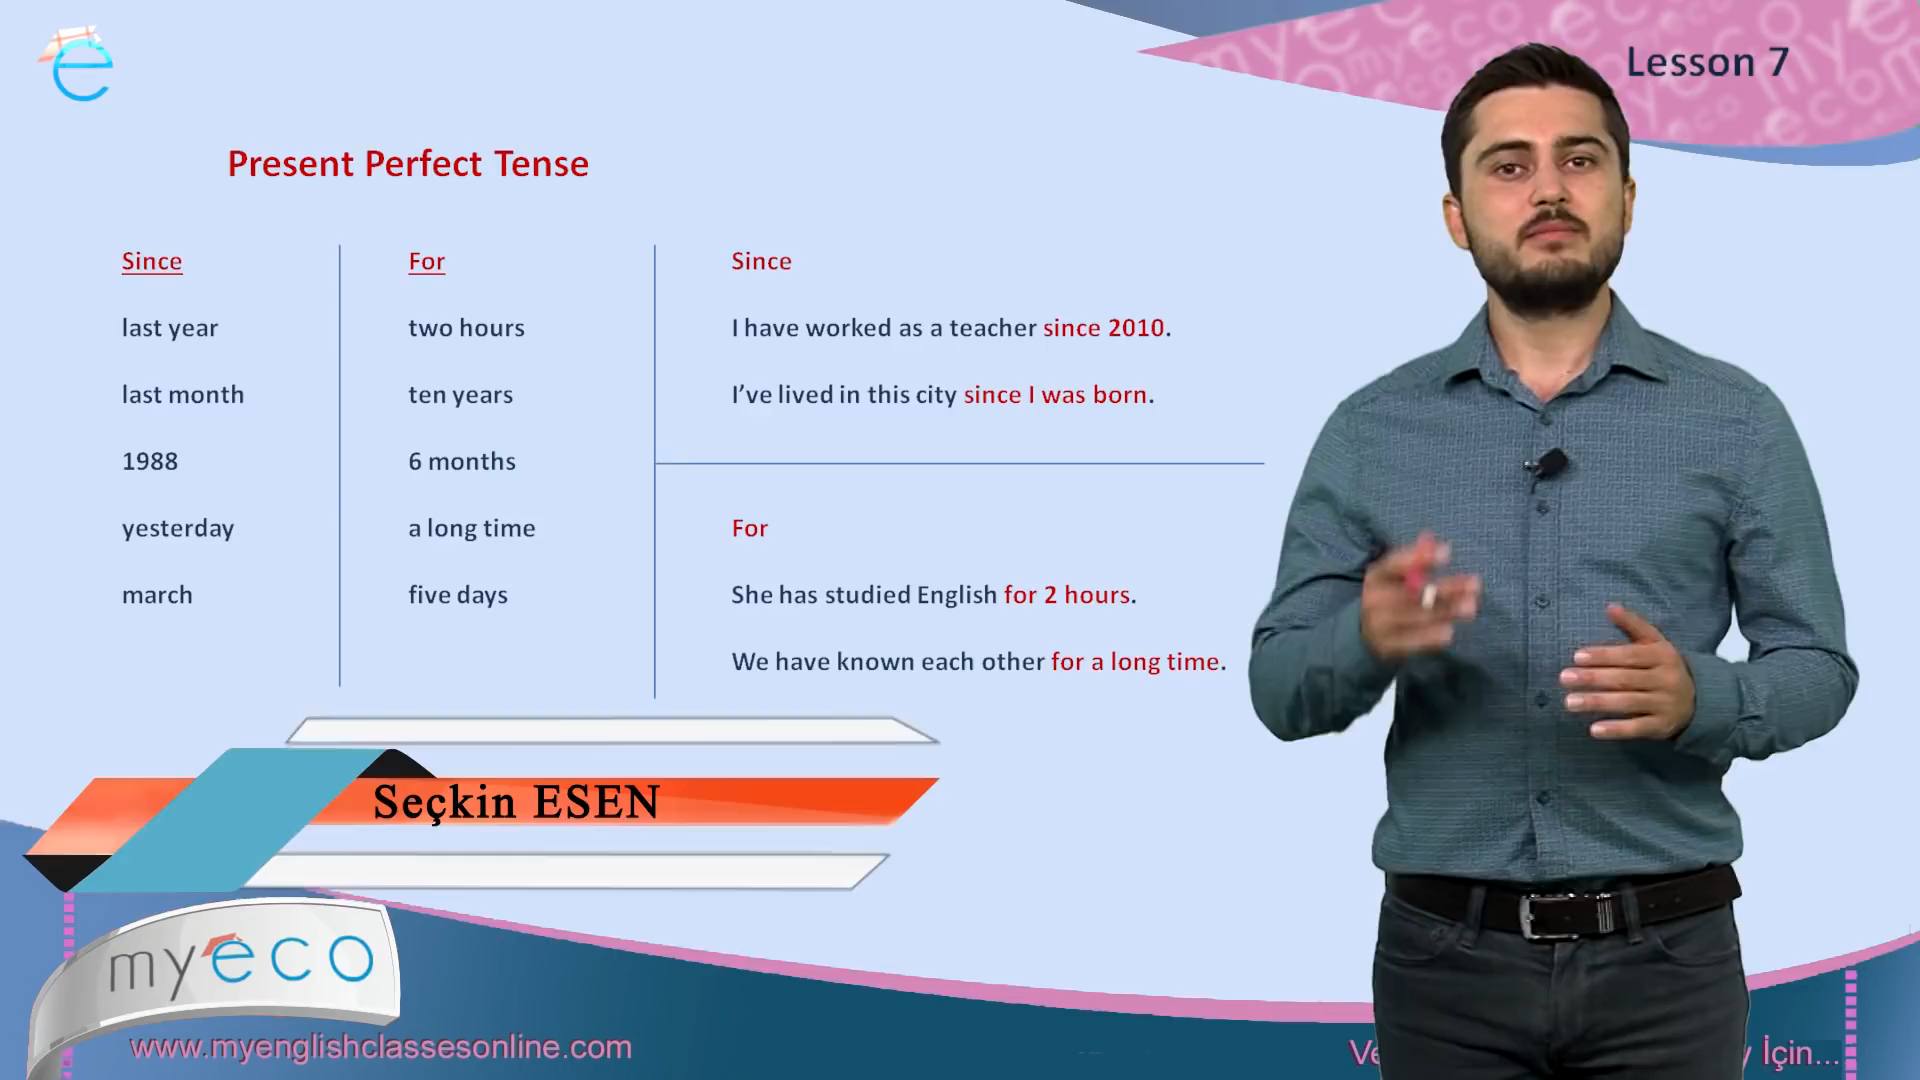 Lesson 7
Present Perfect Tense
Since
last year
last month
1988
yesterday
march
For
two hours
ten years
6 months
a long time
five days
Since
I have worked as a teacher since 2010.
I’ve lived in this city since I was born.
For
She has studied English for 2 hours.
We have known each other for a long time.
Seçkin ESEN
myeco
www.myenglishclassesonline.com
İçin...